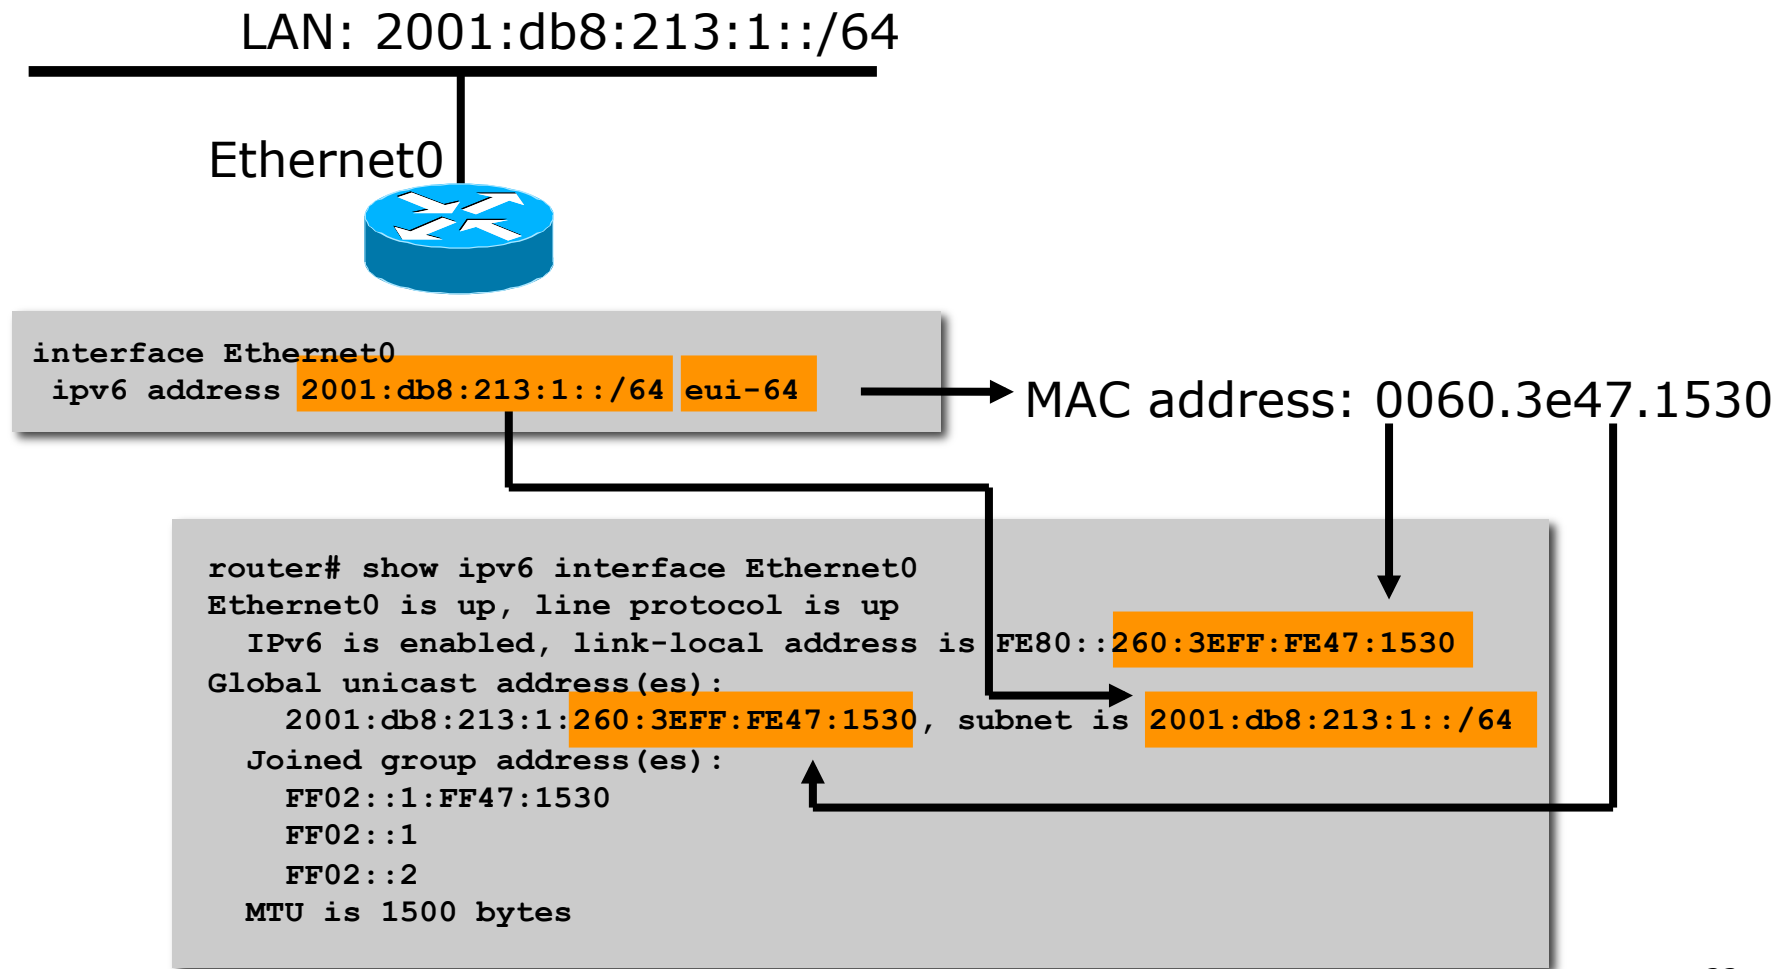 LAN: 2001:db8:213:1::/64
Ethernet0
interface Ethernet0
ipv6 address 2001:db8:213:1::/64 eui-64
MAC address: 0060.3e47.1530
router# show ipv6 interface Ethernet0
Ethernet0 is up, line protocol is up
IPv6 is enabled, link-local address is FE80::260:3EFF:FE47:1530
Global unicast address(es):
2001:db8:213:1:260:3EFF:FE47:1530, subnet is 2001:db8:213:1::/64
Joined group address(es):
FF02::1:FF47:1530
FF02::1
FF02::2
MTU is 1500 bytes